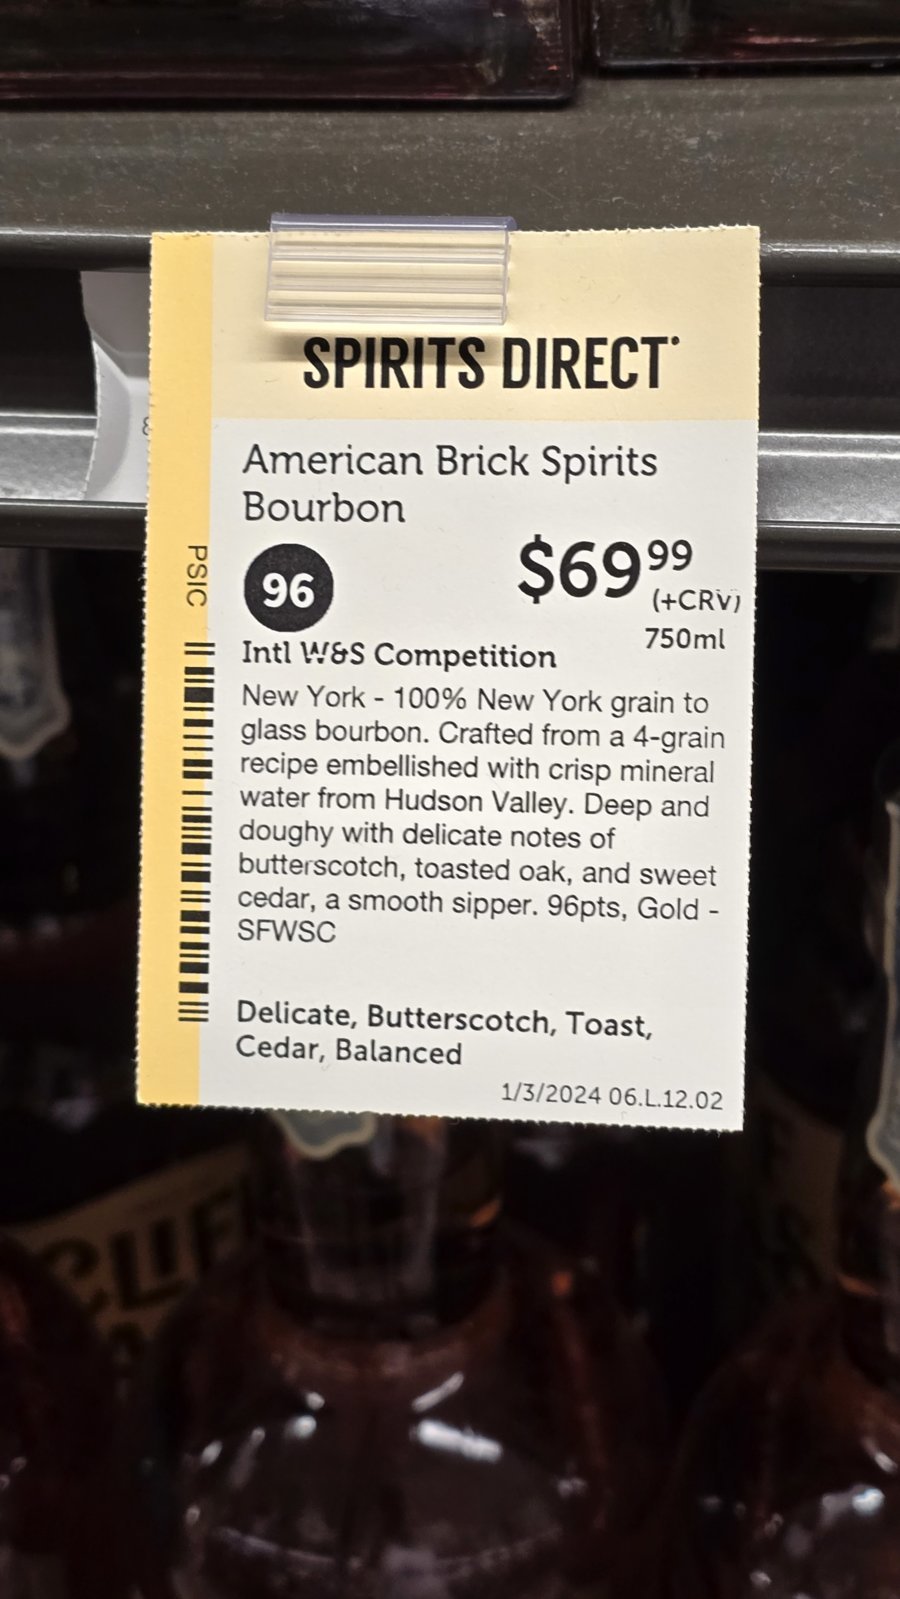 SPIRITS DIRECT
American Brick Spirits
Bourbon
96
$69 99
(+CRV)
750ml
Intl W&S Competition
New York - 100% New York grain to
glass bourbon. Crafted from a 4-grain
recipe embellished with crisp mineral
water from Hudson Valley. Deep and
doughy with delicate notes of
butterscotch, toasted oak, and sweet
cedar, a smooth sipper. 96pts, Gold -
SFWSC
Delicate, Butterscotch, Toast,
Cedar, Balanced
1/3/2024 06.L.12.02
PSIC